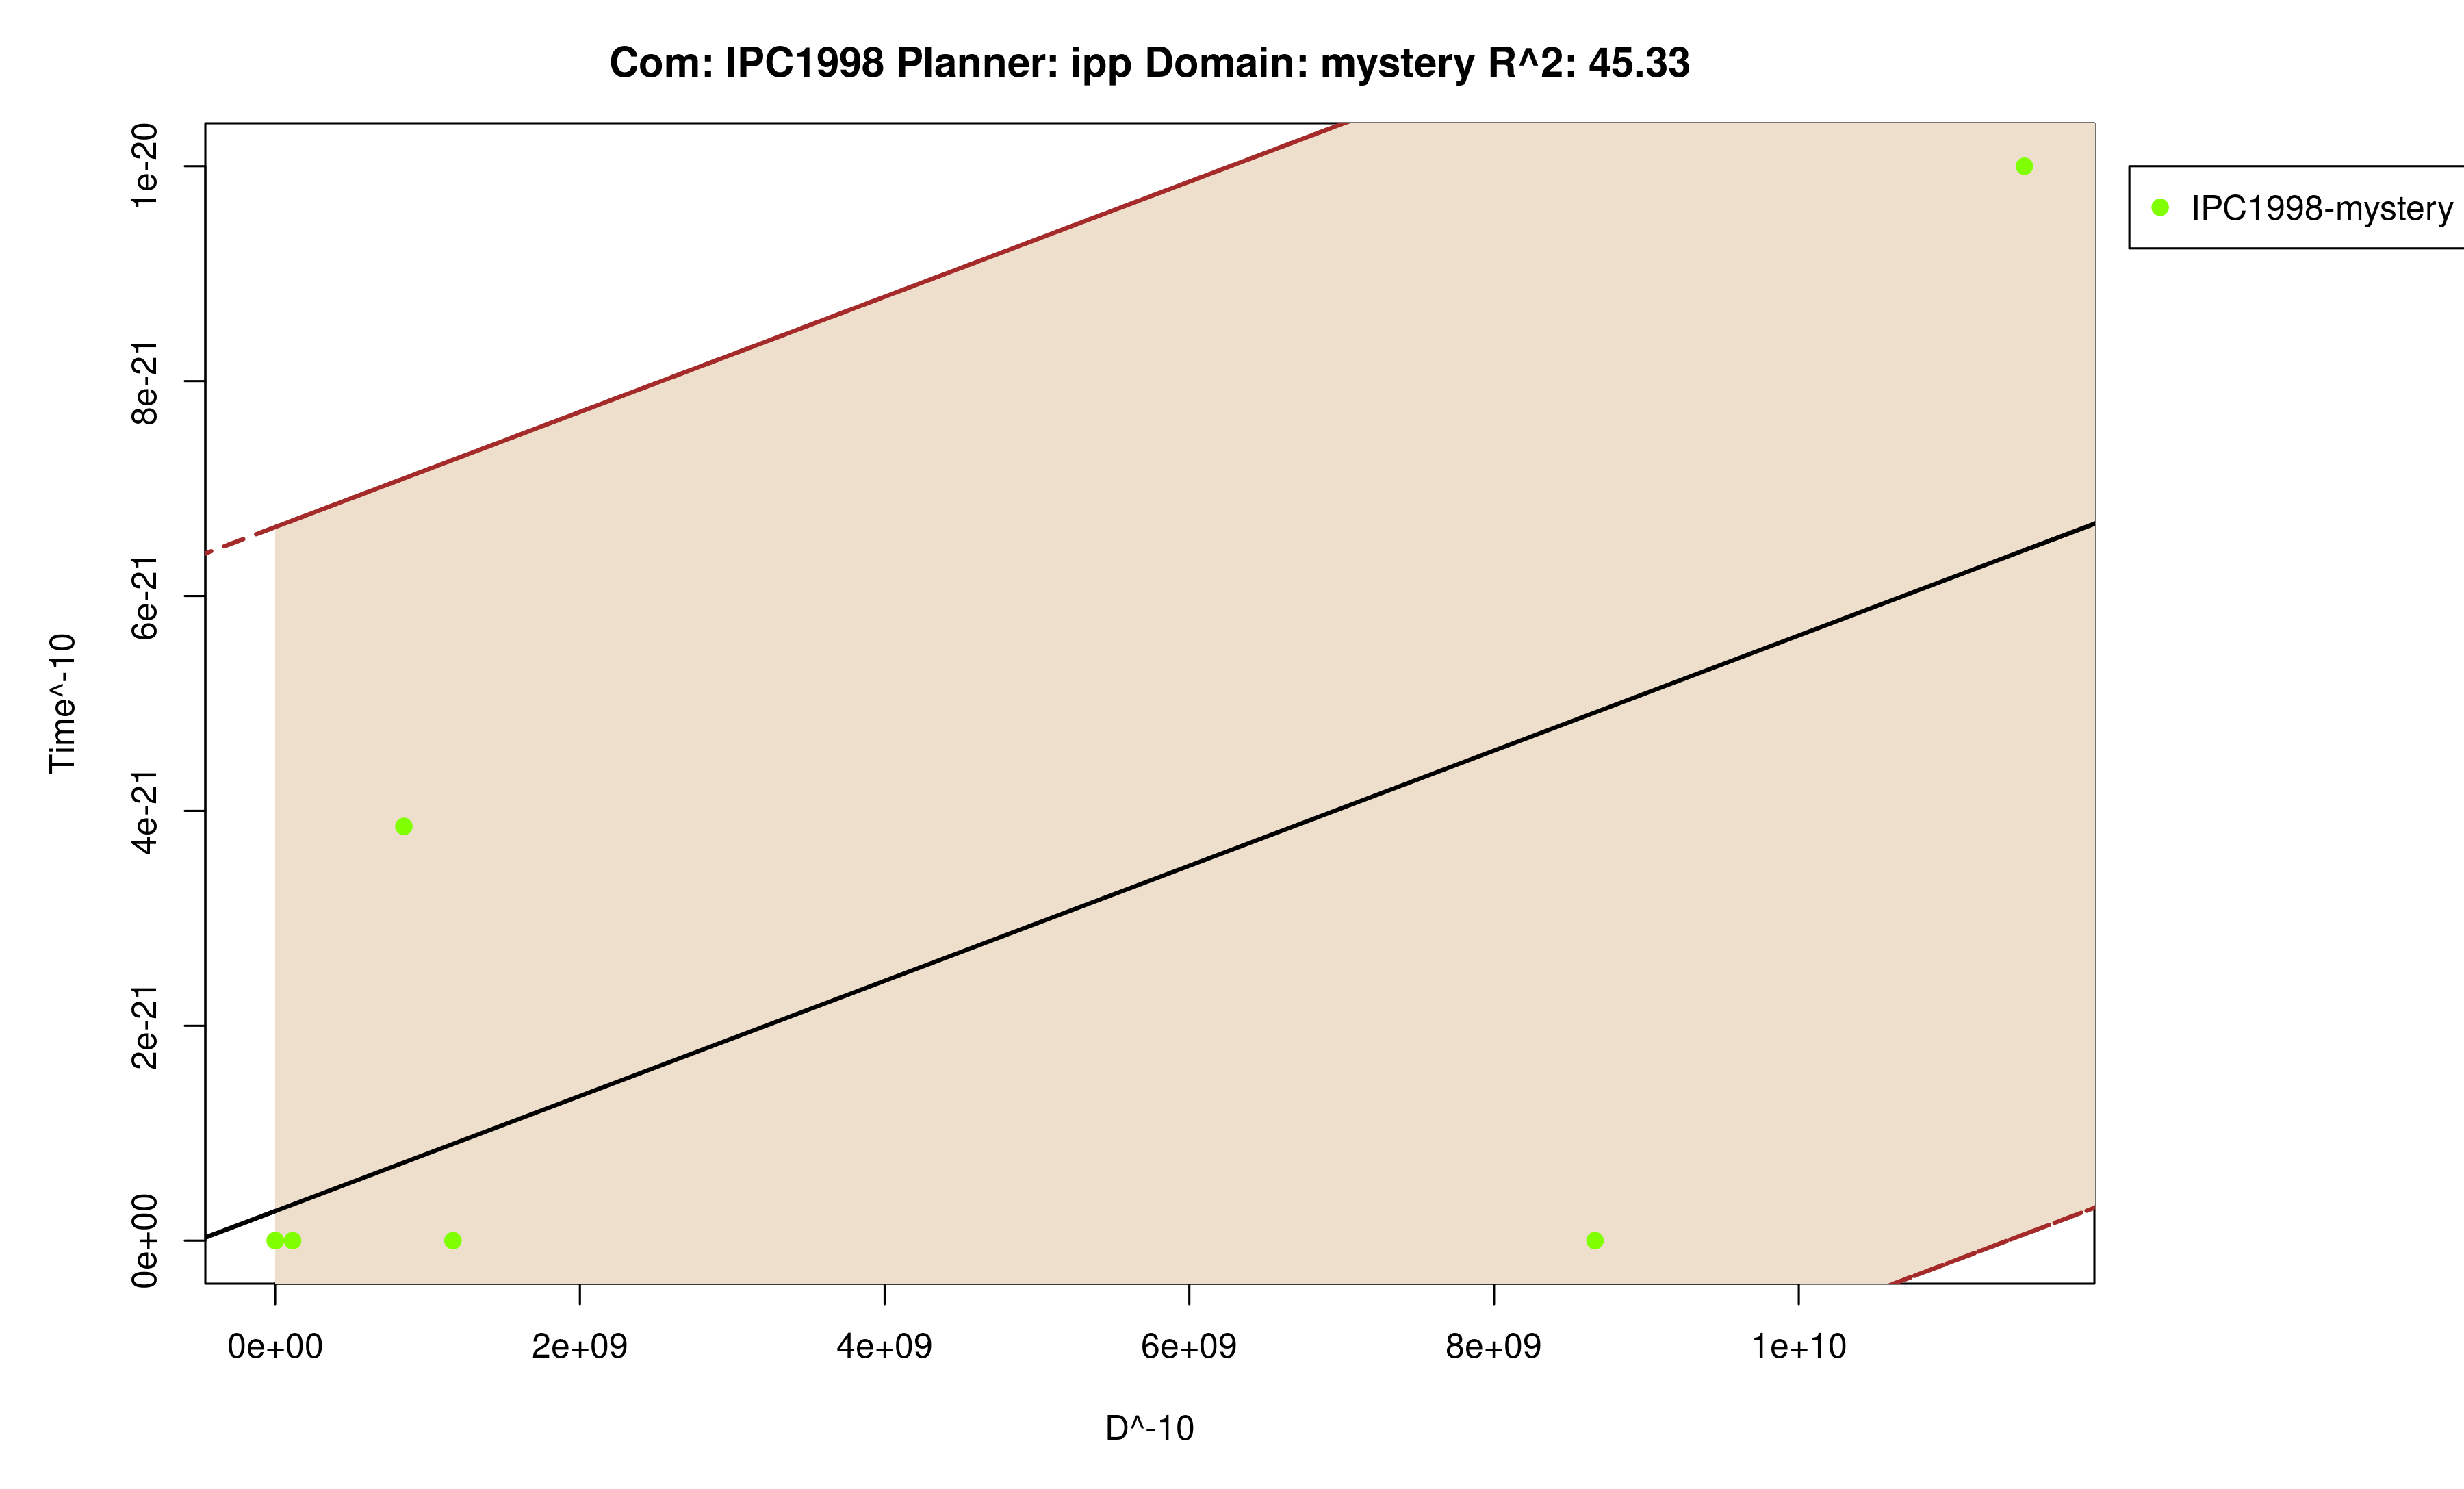 Com: IPC1998 Planner: ipp Domain: mystery R^2: 45.33
1e-20
8e-21
6e-21
4e-21
2e-21
0e+00
Time^-10
0e+00 2e+09 4e+09 6e+09 8e+09 1e+10
D^-10
IPC1998-mystery